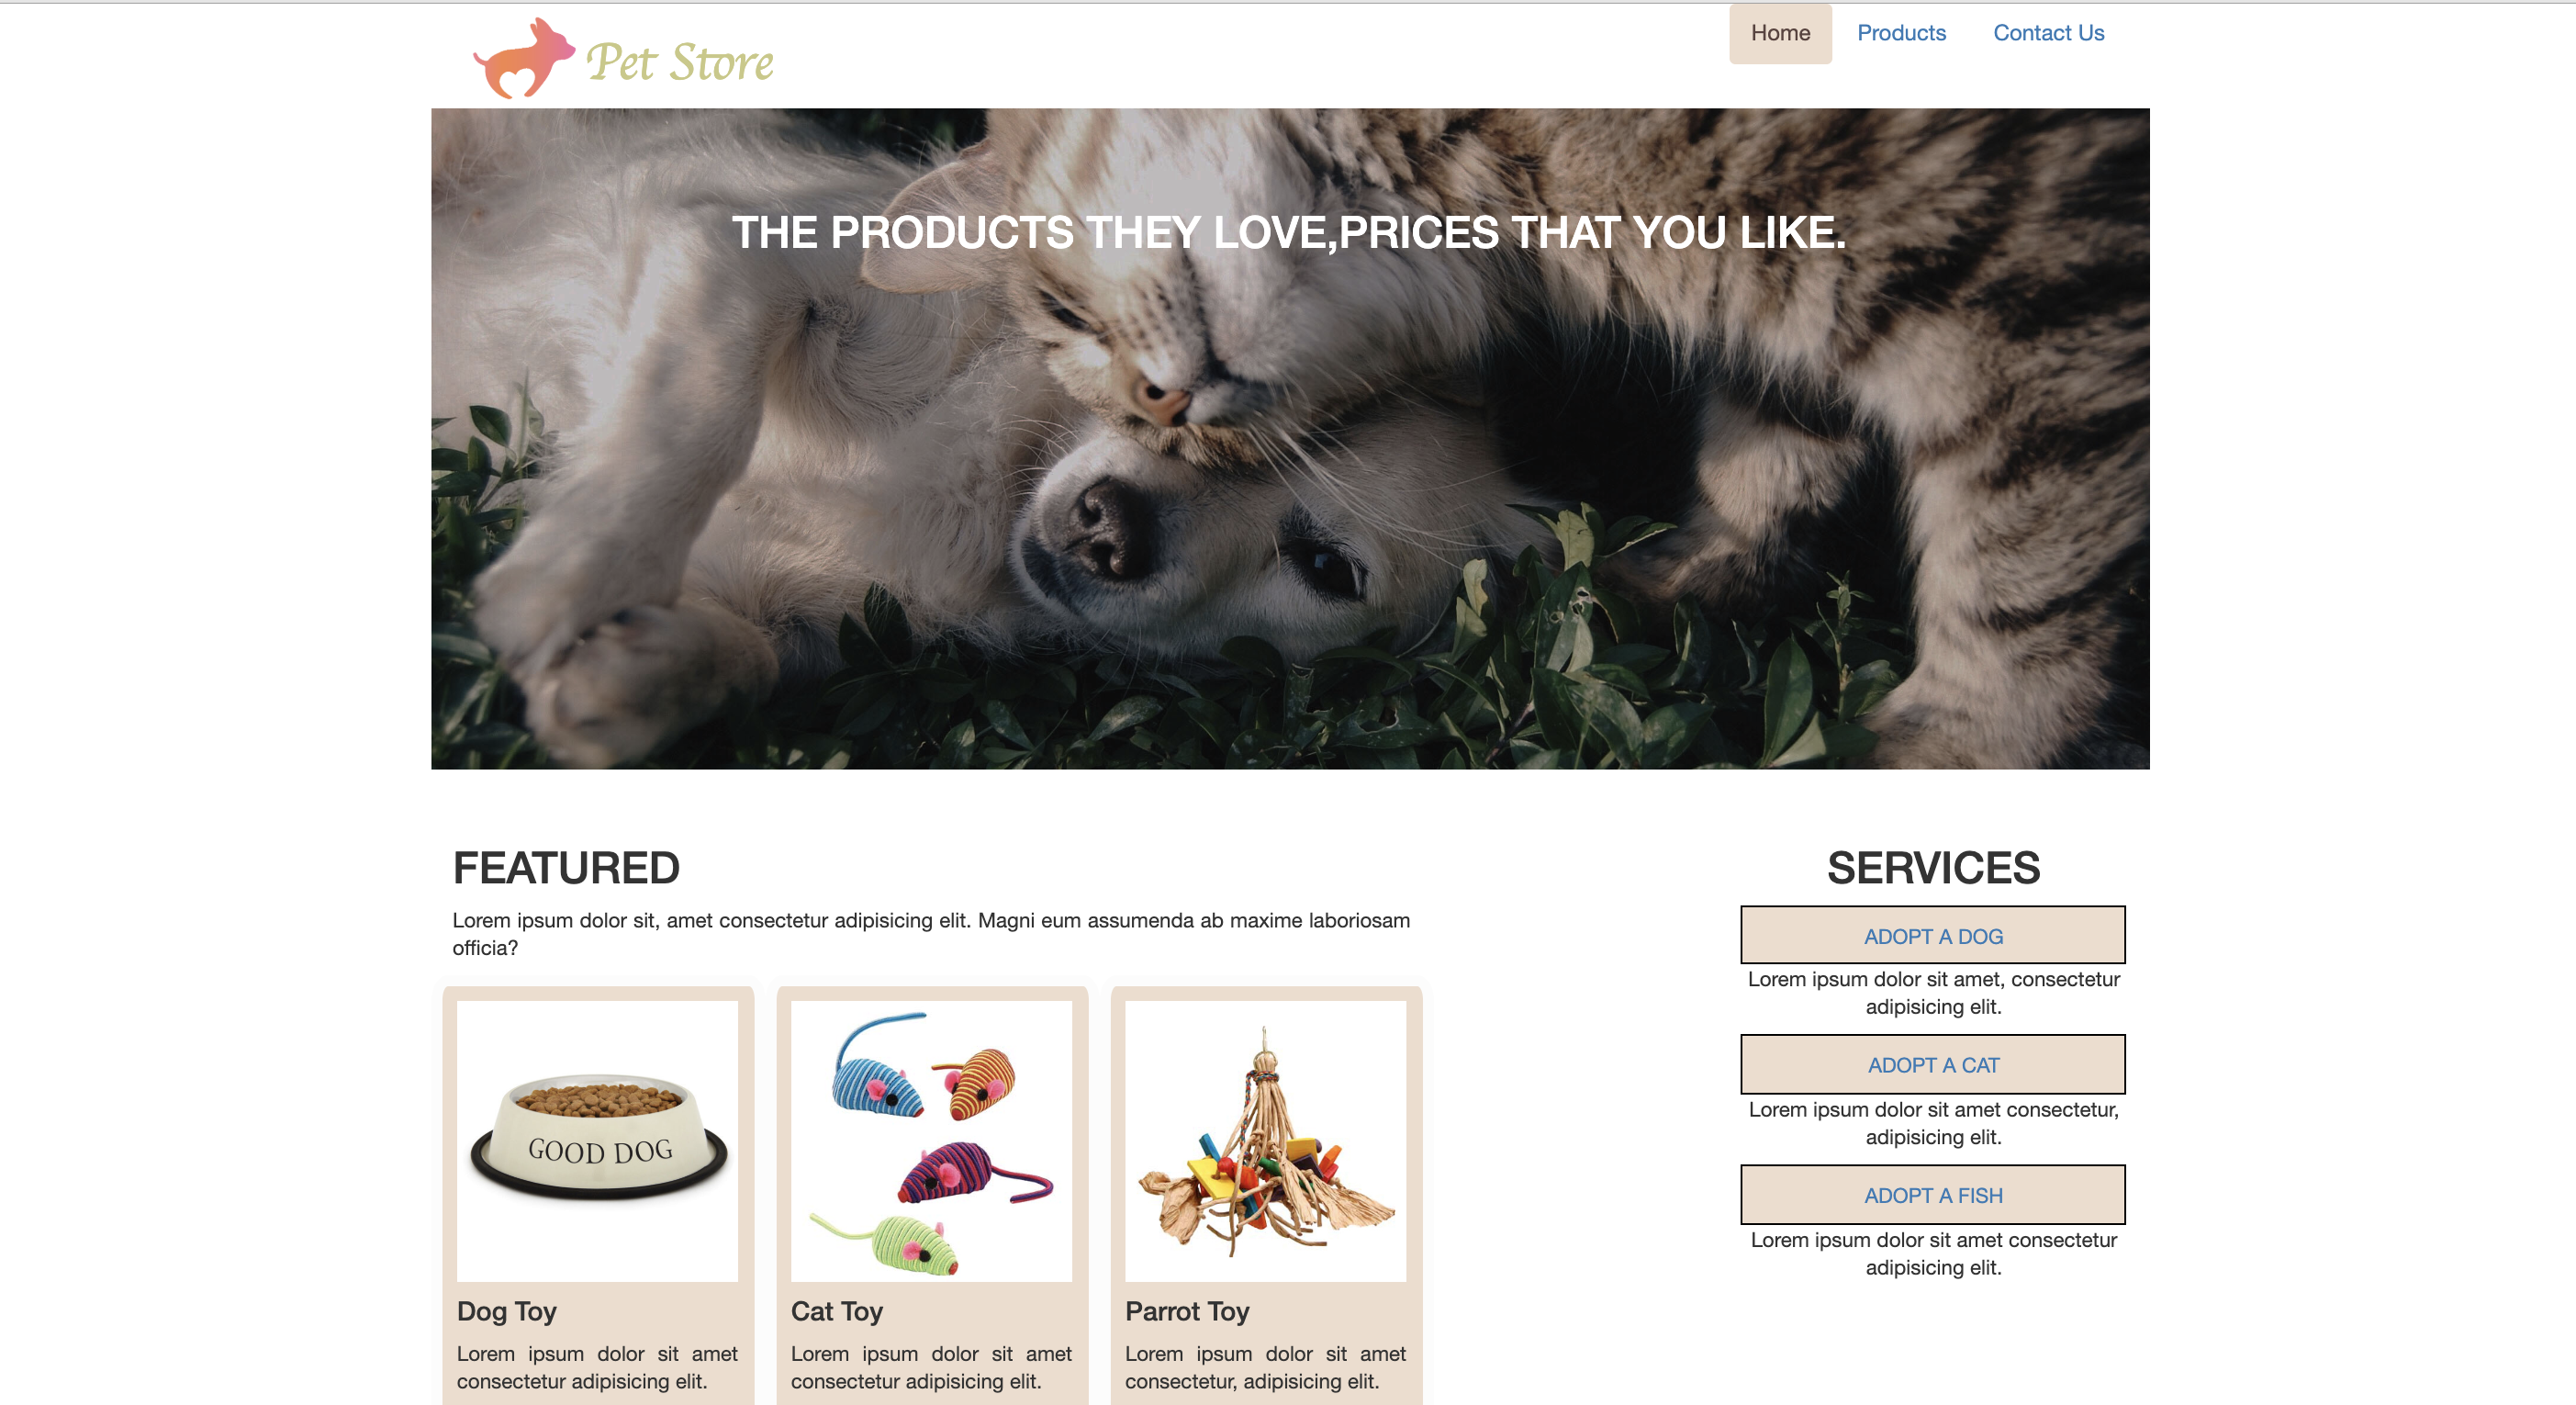 Pet Store
Home
Products
Contact Us
THE PRODUCTS THEY LOVE,PRICES THAT YOU LIKE.
FEATURED
Lorem ipsum dolor sit, amet consectetur adipisicing elit. Magni eum assumenda ab maxime laboriosam
officia?
GOOD DOG
Dog Toy
Lorem ipsum dolor sit amet
consectetur adipisicing elit.
Cat Toy
Lorem ipsum dolor sit amet
consectetur adipisicing elit.
Parrot Toy
Lorem ipsum dolor sit amet
consectetur, adipisicing elit.
SERVICES
ADOPT A DOG
Lorem ipsum dolor sit amet, consectetur
adipisicing elit.
ADOPT A CAT
Lorem ipsum dolor sit amet consectetur,
adipisicing elit.
ADOPT A FISH
Lorem ipsum dolor sit amet consectetur
adipisicing elit.